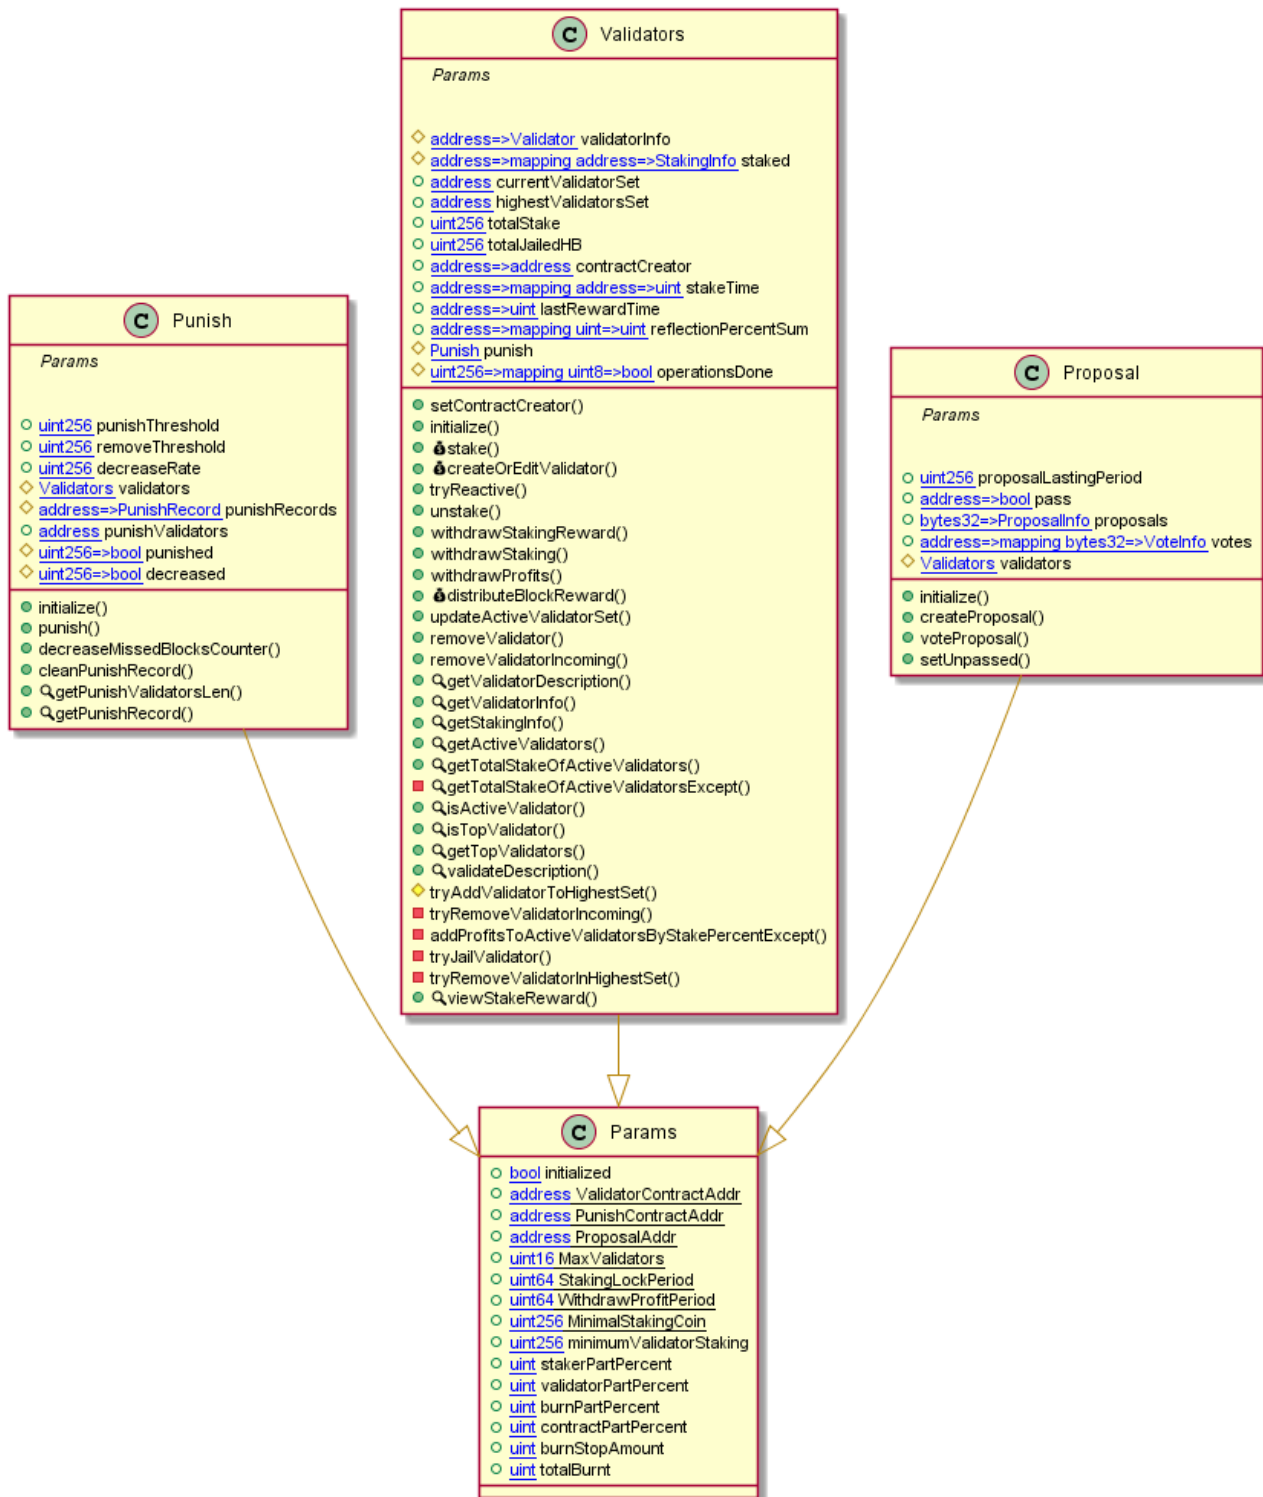 C Validators
Params
address=>Validator validatorInfo
address=>mapping address=>StakingInfo staked
address currentValidatorSet
address highestValidatorsSet
uint256 totalStake
uint256 totalJailedHB
address=>address contractCreator
address=>mapping address=>uint stakeTime
address=>uint lastRewardTime
address=>mapping uint=>uint reflectionPercentSum
Punish punish
uint256=>mapping uint8=>bool operationsDone
setContractCreator()
initialize()
stake()
createOrEditValidator()
tryReactive()
unstake()
withdrawStakingReward()
withdrawStaking()
withdrawProfits()
distributeBlockReward()
updateActiveValidatorSet()
removeValidator()
removeValidatorIncoming()
getValidatorDescription()
getValidatorInfo()
getStakingInfo()
getActiveValidators()
getTotalStakeOfActiveValidators()
getTotalStakeOfActiveValidatorsExcept()
isActiveValidator()
isTopValidator()
getTopValidators()
validateDescription()
tryAddValidatorToHighestSet()
tryRemoveValidatorIncoming()
addProfitsToActiveValidatorsByStakePercentExcept()
tryJailValidator()
tryRemoveValidatorInHighestSet()
viewStakeReward()
C Punish
Params
uint256 punishThreshold
uint256 removeThreshold
uint256 decreaseRate
Validators validators
address=>PunishRecord punishRecords
address punishValidators
uint256=>bool punished
uint256=>bool decreased
initialize()
punish()
decreaseMissedBlocksCounter()
cleanPunishRecord()
getPunishValidatorsLen()
getPunishRecord()
C Proposal
Params
uint256 proposalLastingPeriod
address=>bool pass
bytes32=>ProposalInfo proposals
address=>mapping bytes32=>VoteInfo votes
Validators validators
initialize()
createProposal()
voteProposal()
setUnpassed()
C Params
bool initialized
address ValidatorContractAddr
address PunishContractAddr
address ProposalAddr
uint16 MaxValidators
uint64 StakingLockPeriod
uint64 WithdrawProfitPeriod
uint256 MinimalStakingCoin
uint256 minimumValidatorStaking
uint stakerPartPercent
uint validatorPartPercent
uint burnPartPercent
uint contractPartPercent
uint burnStopAmount
uint totalBurnt